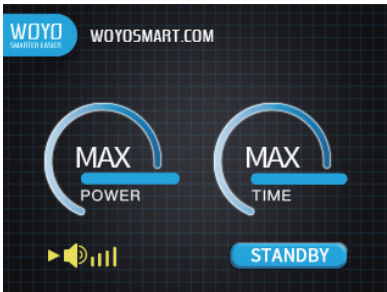 WOYO
SMARTER EASIER
WOYOSMART.COM
MAX
POWER
MAX
TIME
STANDBY